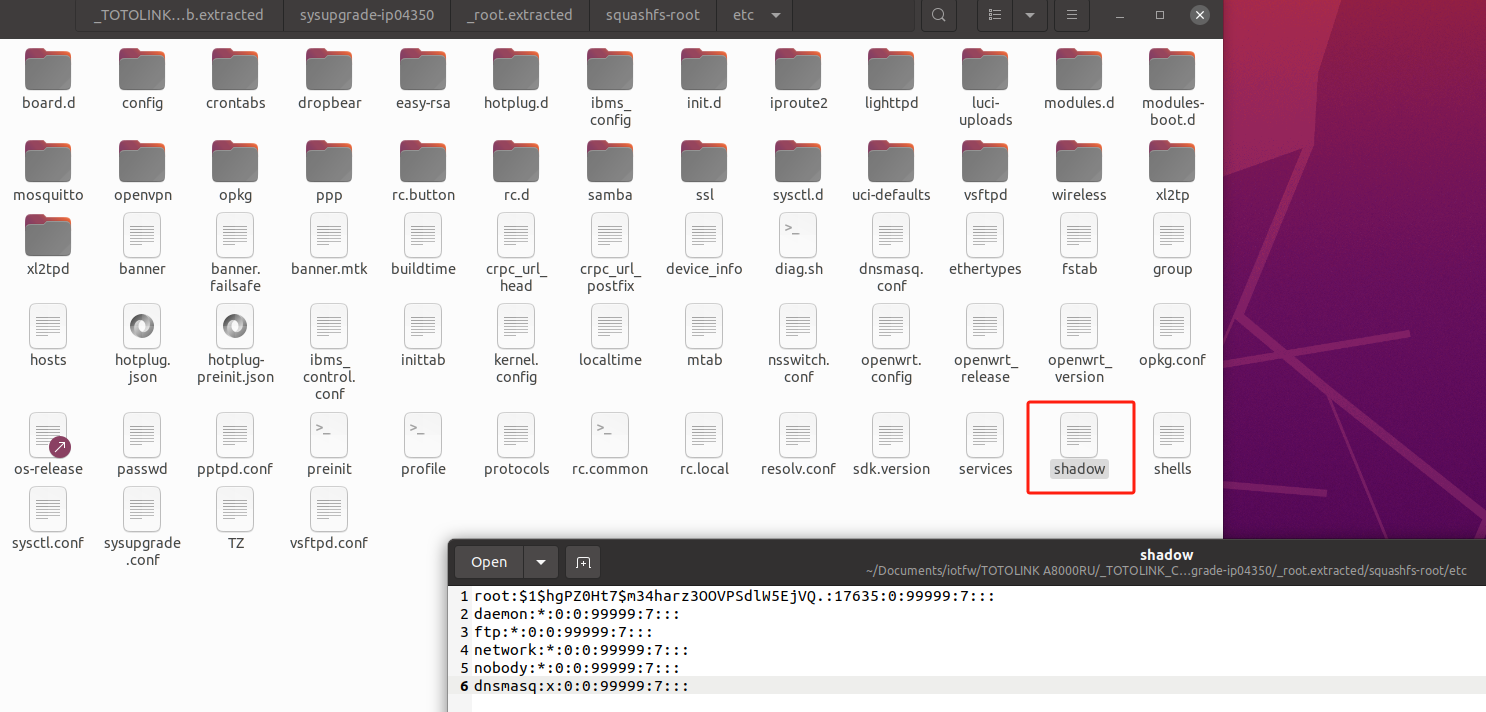 _TOTOLINK…b.extracted sysupgrade-ip04350 _root.extracted squashfs-root etc
board.d config crontabs dropbear easy-rsa hotplug.d ibms_config init.d iproute2 lighttpd luci-uploads modules.d modules-boot.d
mosquitto openvpn opkg ppp rc.button rc.d samba ssl sysctl.d uci-defaults vsftpd wireless xl2tp
xl2tpd banner banner.failsafe banner.mtk buildtime crpc_url_head crpc_url_postfix device_info diag.sh dnsmasq.conf ethertypes fstab group
hosts hotplug.json hotplug-preinit.json ibms_control.conf inittab kernel.config localtime mtab nsswitch.conf openwrt.config openwrt_release openwrt_version opkg.conf
os-release passwd pptpd.conf preinit profile protocols rc.common rc.local resolv.conf sdk.version services shadow shells
sysctl.conf sysupgrade.conf TZ vsftpd.conf
Open shadow
~/Documents/iotfw/TOTOLINK A8000RU/_TOTOLINK_C…grade-ip04350/_root.extracted/squashfs-root/etc
1 root:$1$hgPZ0Ht7$m34harz3OOVPSdlW5EjVQ.:17635:0:99999:7:::
2 daemon:*:0:0:99999:7:::
3 ftp:*:0:0:99999:7:::
4 network:*:0:0:99999:7:::
5 nobody:*:0:0:99999:7:::
6 dnsmasq:x:0:0:99999:7:::